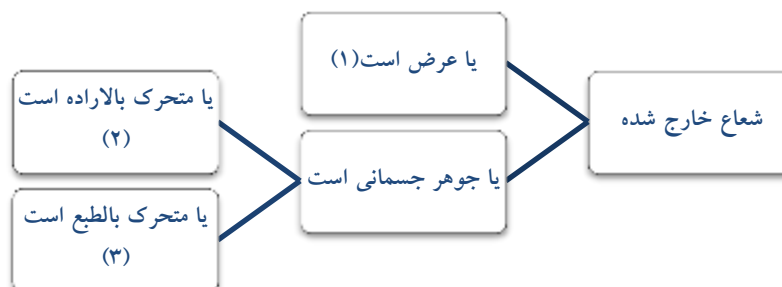 شعاع خارج شده
یا عرض است(۱)
یا جوهر جسمانی است
یا متحرک بالاراده است
(۲)
یا متحرک بالطبع است
(۳)